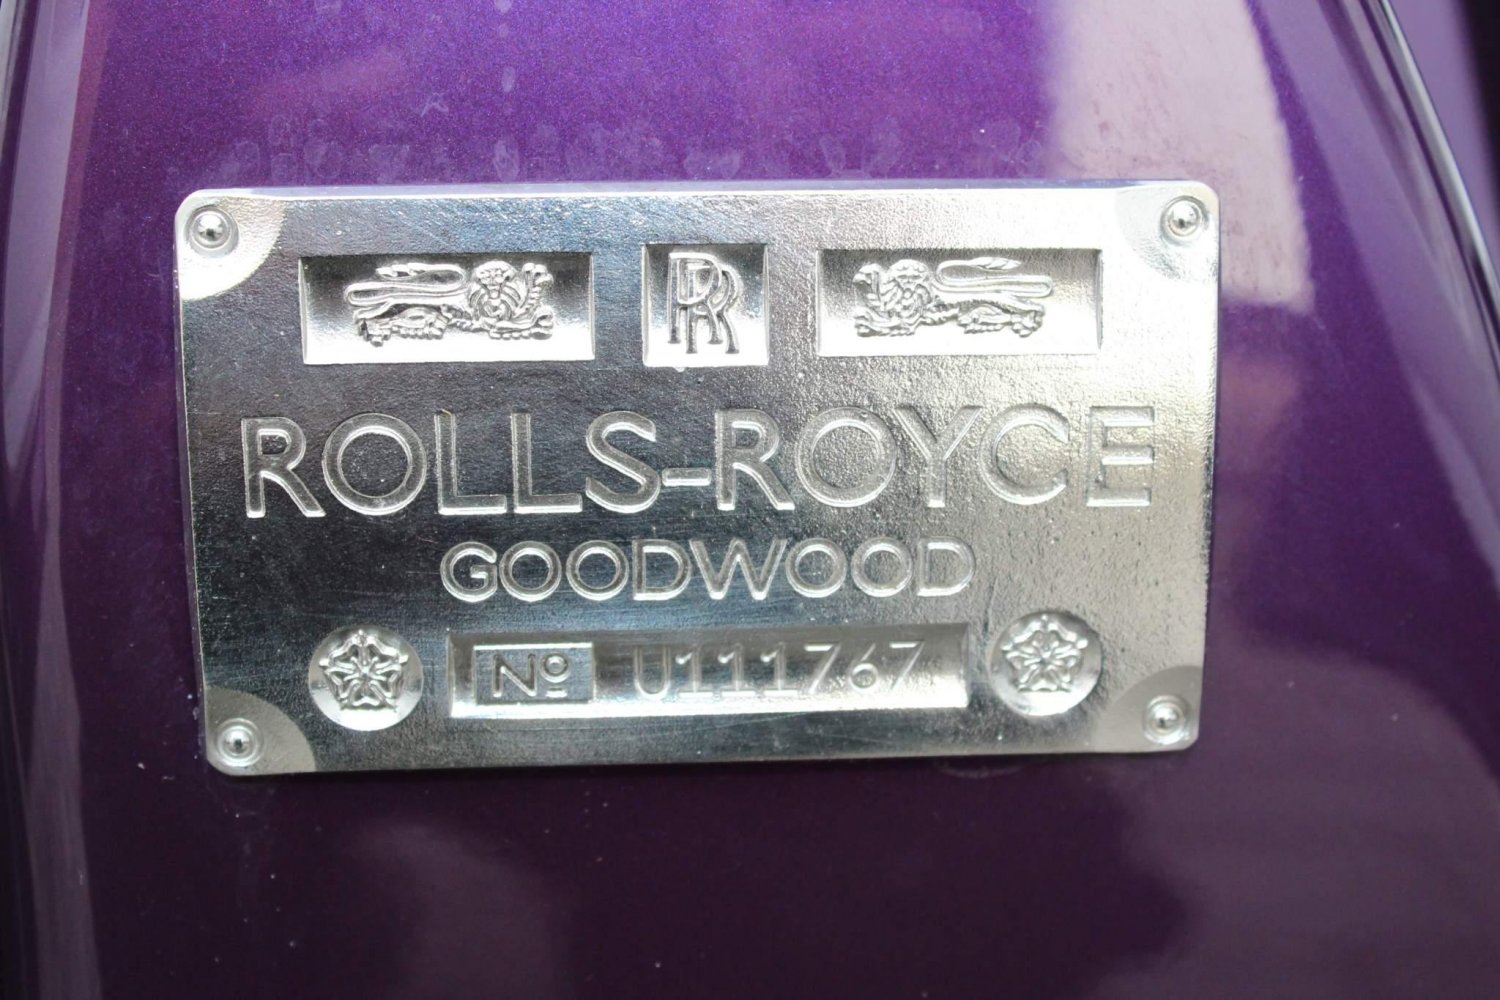 RR
ROLLS-ROYCE
GOODWOOD
Nº U111767